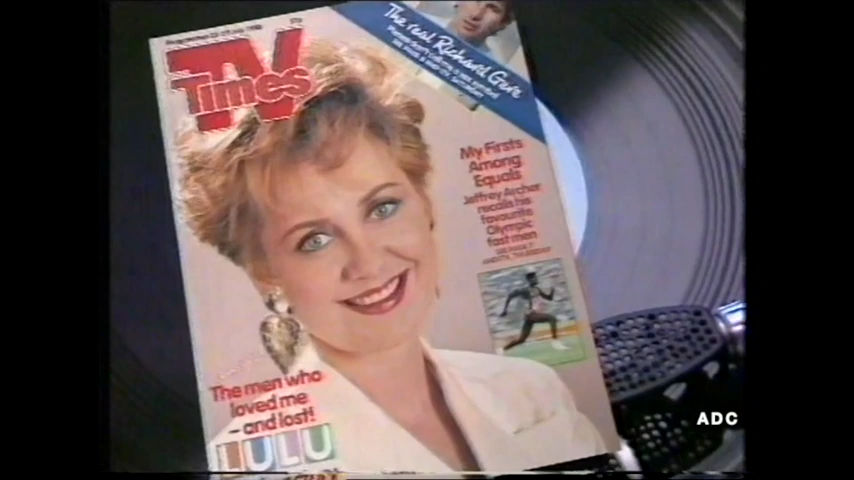 TV
Times
The real Richard Gere
My Firsts
Among
Equals
Jeffrey Archer
recalls his
favourite
Olympic
fast men
The men who
loved me
– and lost!
LULU
ADC